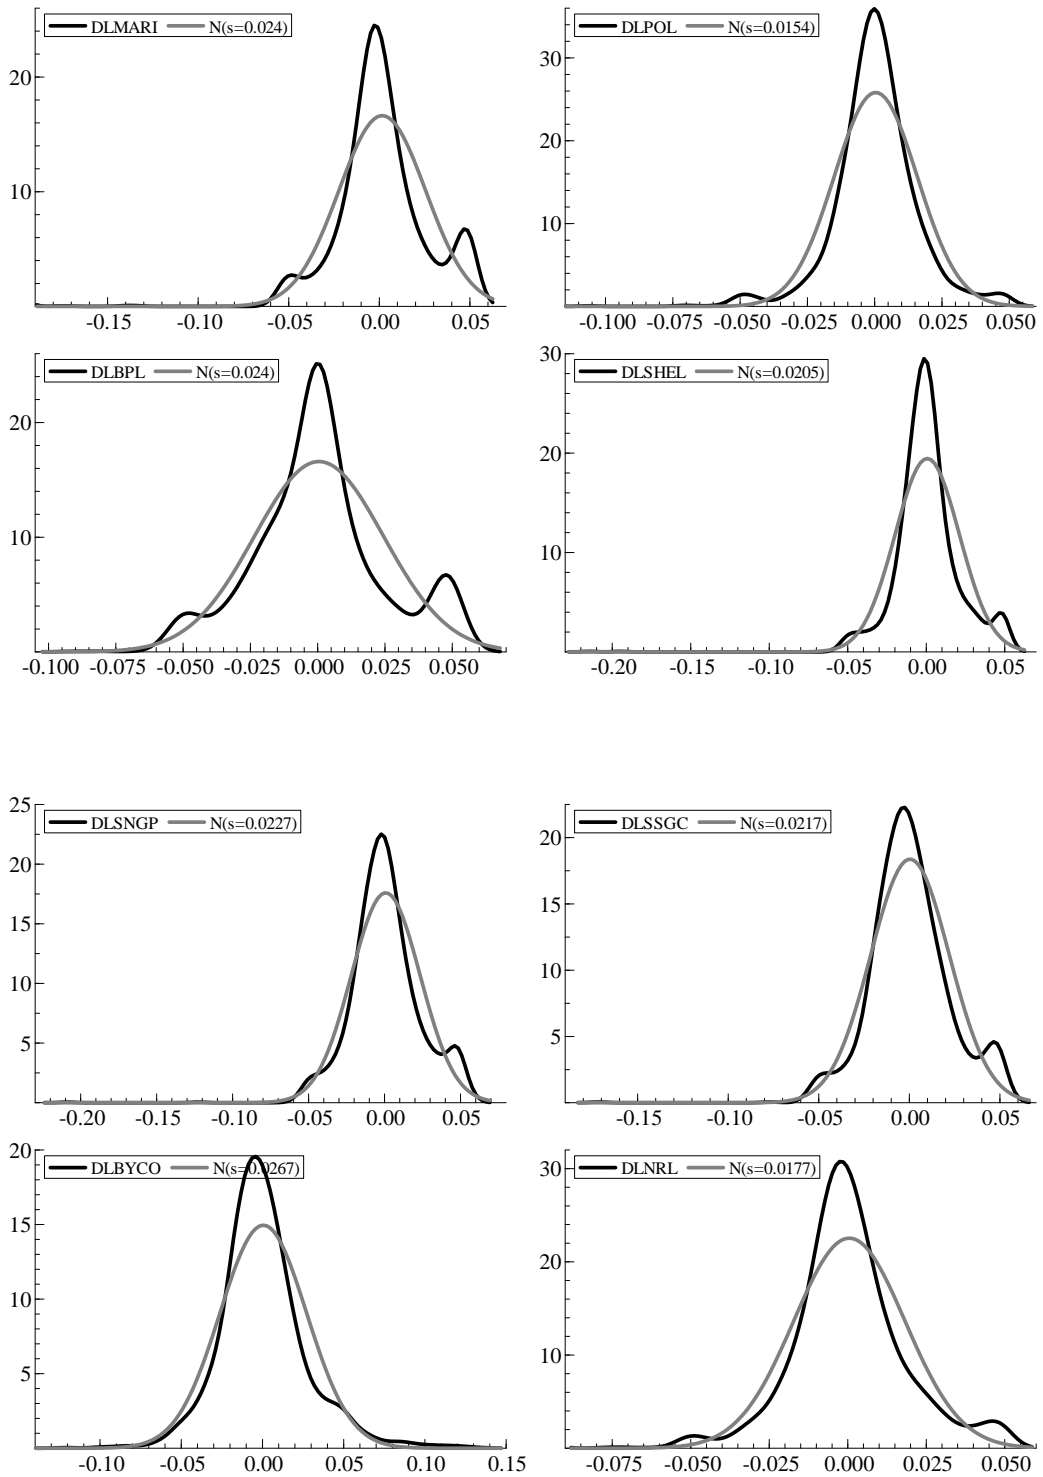 DLMARI N(s=0.024)
20
10
-0.15 -0.10 -0.05 0.00 0.05
DLPOL N(s=0.0154)
30
20
10
-0.100 -0.075 -0.050 -0.025 0.000 0.025 0.050
DLBPL N(s=0.024)
20
10
-0.100 -0.075 -0.050 -0.025 0.000 0.025 0.050
30
DLSHEL N(s=0.0205)
20
10
-0.20 -0.15 -0.10 -0.05 0.00 0.05
25
DLSNGP N(s=0.0227)
20
15
10
5
-0.20 -0.15 -0.10 -0.05 0.00 0.05
DLSSGC N(s=0.0217)
20
15
10
5
-0.15 -0.10 -0.05 0.00 0.05
20
DLBYCO N(s=0.0267)
15
10
5
-0.10 -0.05 0.00 0.05 0.10 0.15
DLNRL N(s=0.0177)
30
20
10
-0.075 -0.050 -0.025 0.000 0.025 0.050